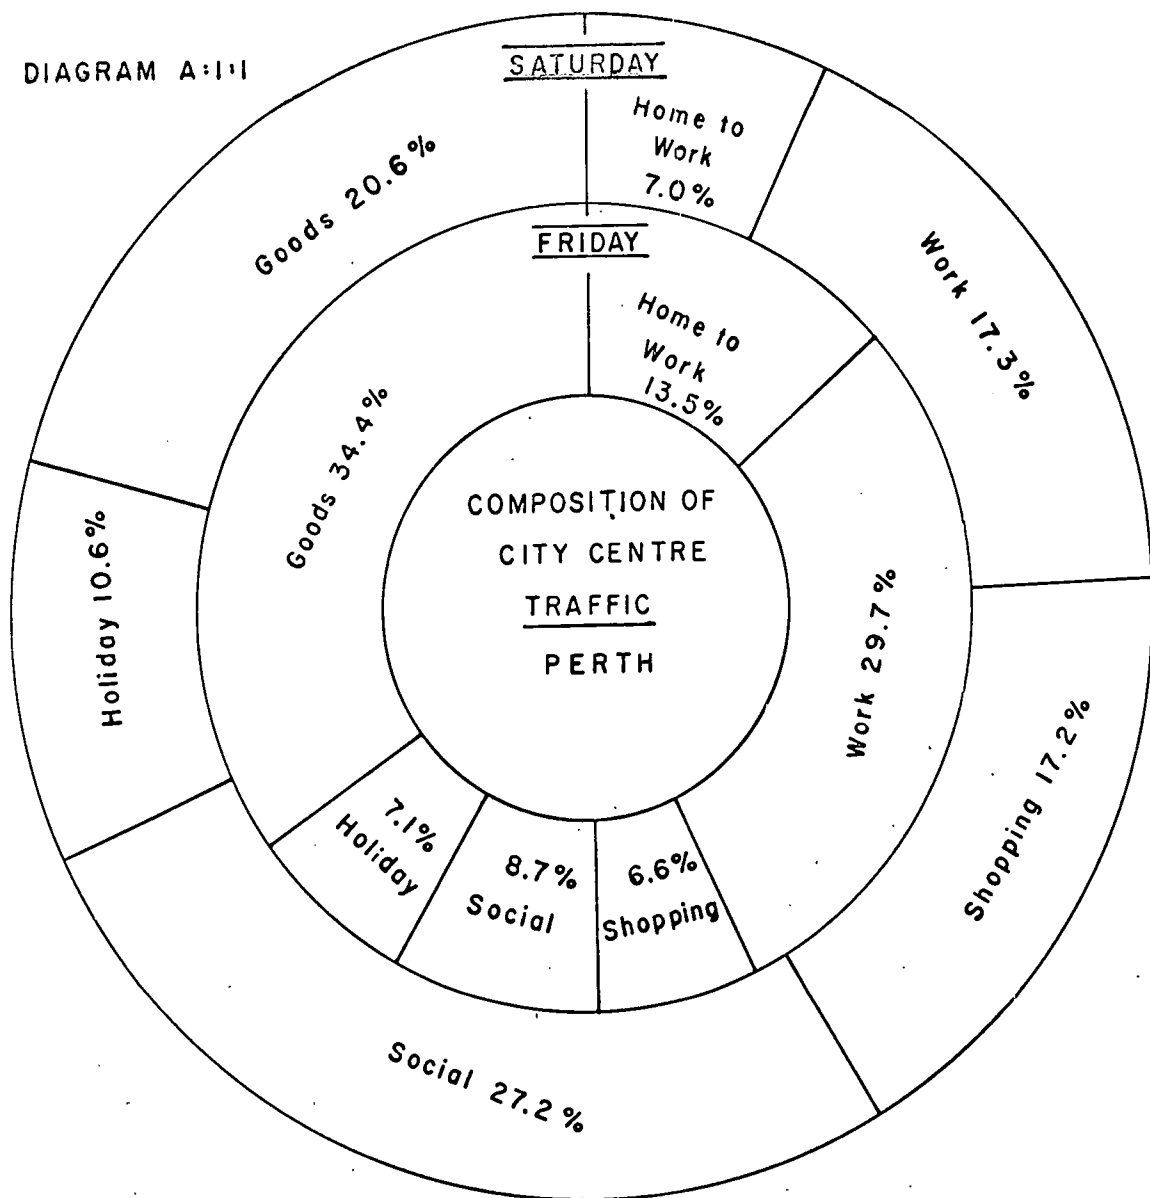 DIAGRAM A:1:1
SATURDAY
Home to
Work
7.0%
Work 17.3%
Shopping 17.2%
Social 27.2%
Holiday 10.6%
Goods 20.6%
FRIDAY
Home to
Work
13.5%
Work 29.7%
6.6%
Shopping
8.7%
Social
7.1%
Holiday
Goods 34.4%
COMPOSITION OF
CITY CENTRE
TRAFFIC
PERTH